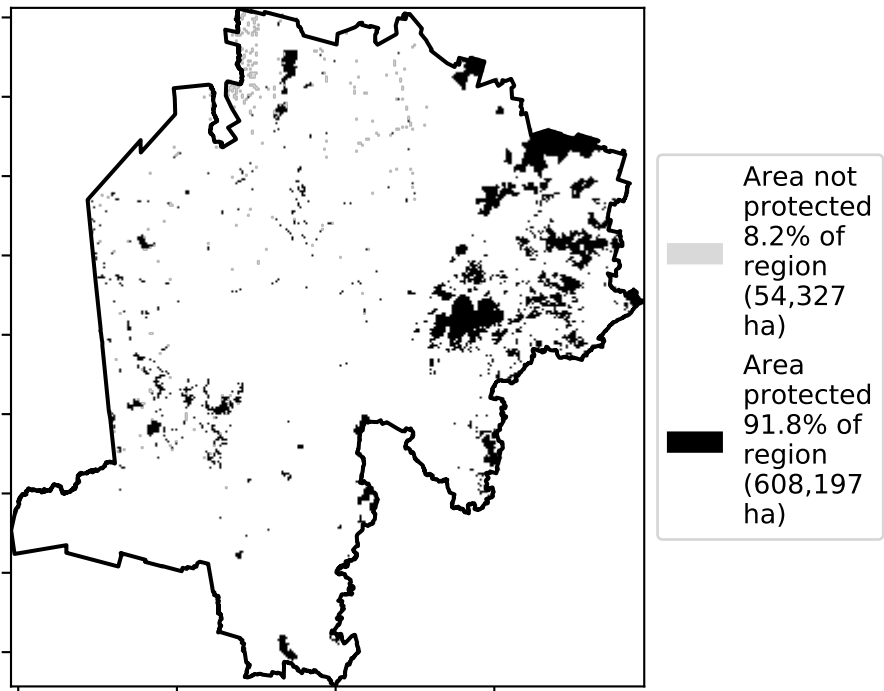 Area not
protected
8.2% of
region
(54,327
ha)
Area
protected
91.8% of
region
(608,197
ha)